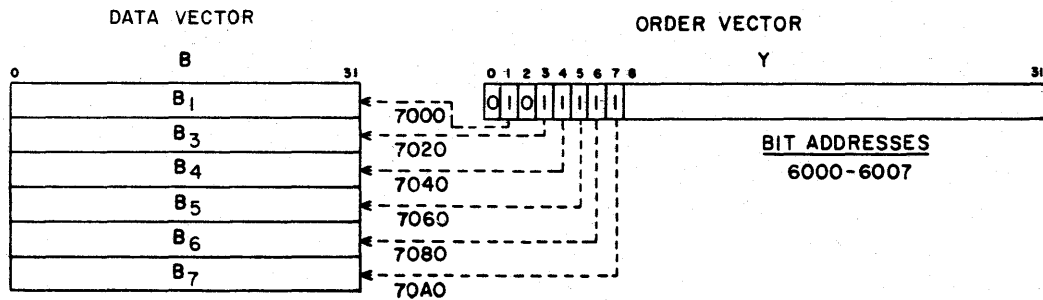 DATA VECTOR
ORDER VECTOR
B
Y
0 31
0 1 2 3 4 5 6 7 8 31
B1
0 1 0 1 1 1 1 1
7000
B3
7020
BIT ADDRESSES
6000-6007
B4
7040
B5
7060
B6
7080
B7
70A0